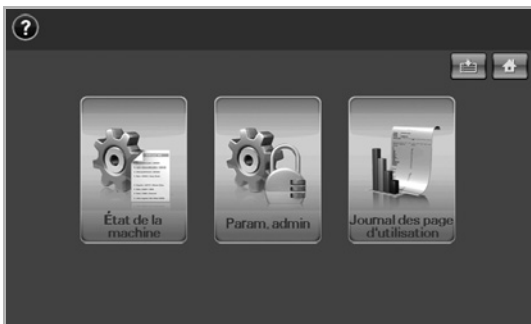 ?
État de la
machine
Param. admin
Journal des page
d'utilisation